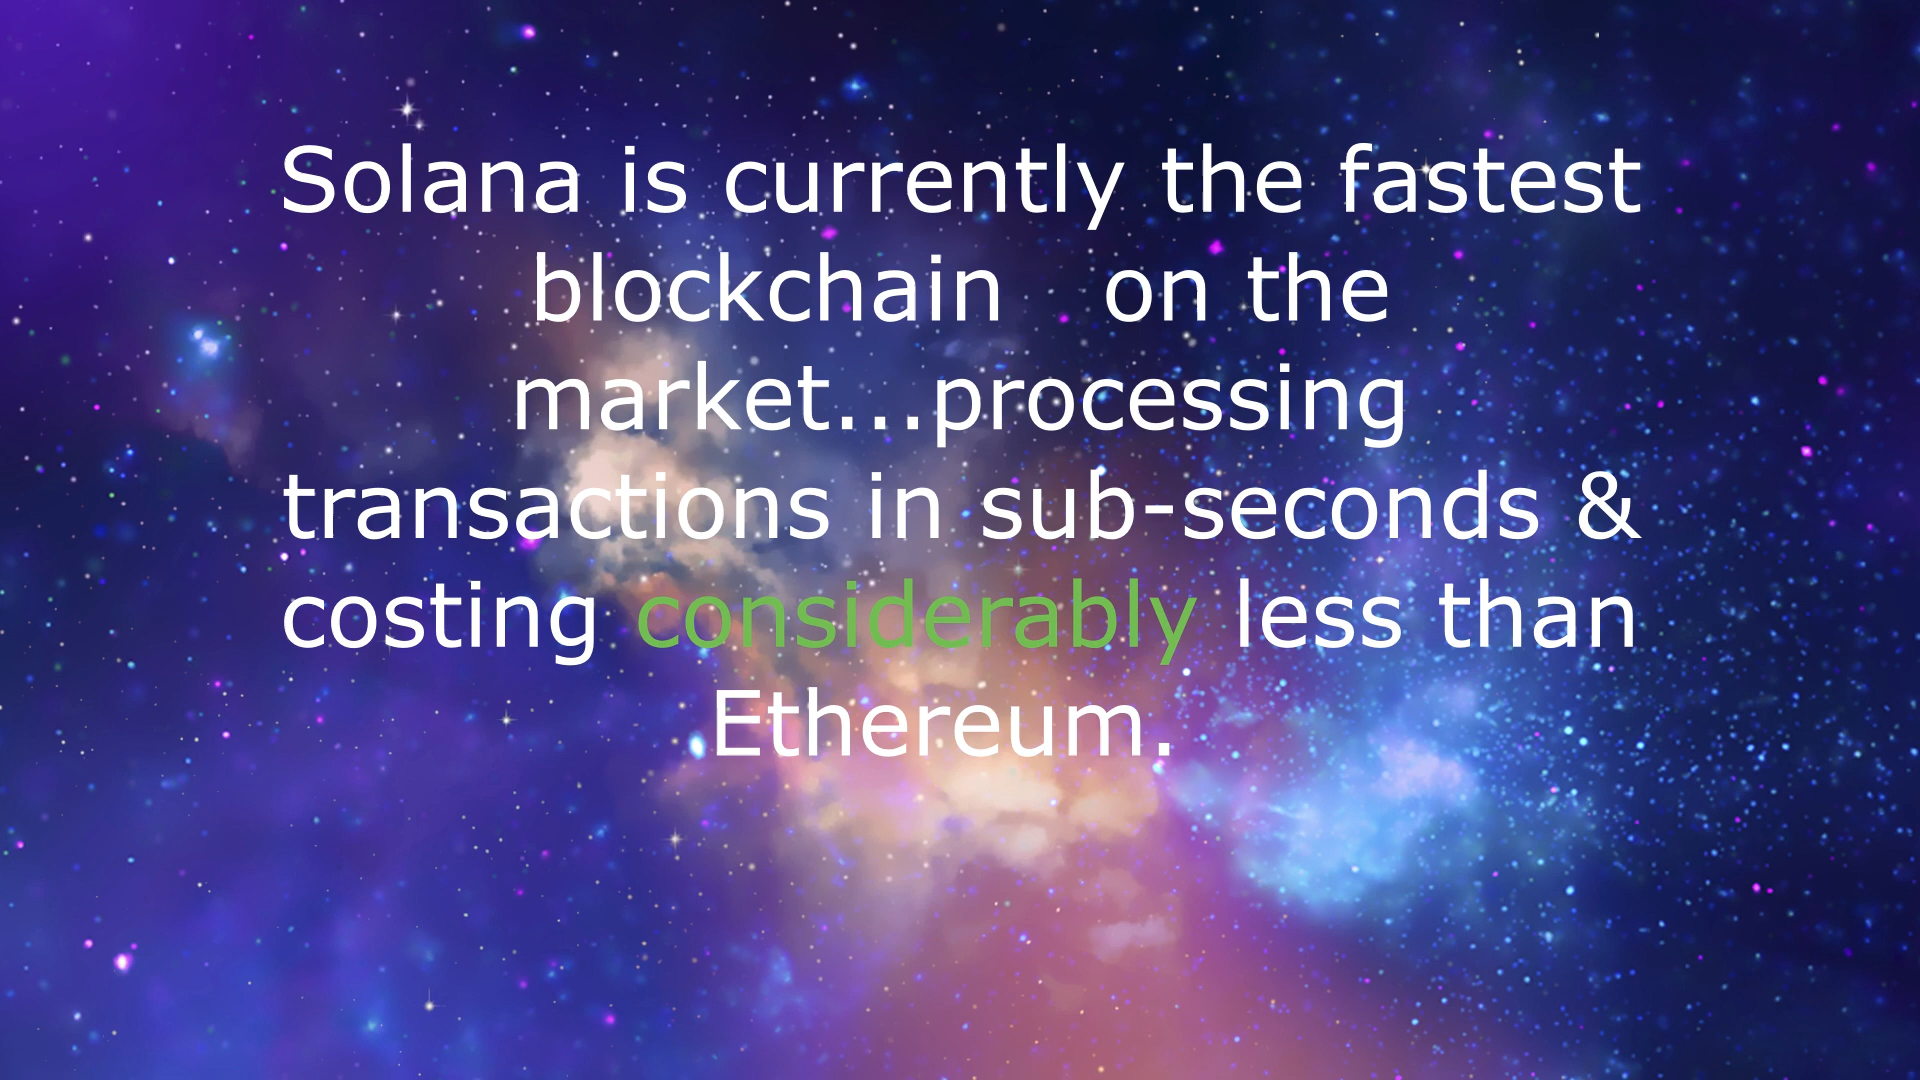 Solana is currently the fastest
blockchain   on the
market...processing
transactions in sub-seconds &
costing considerably less than
Ethereum.